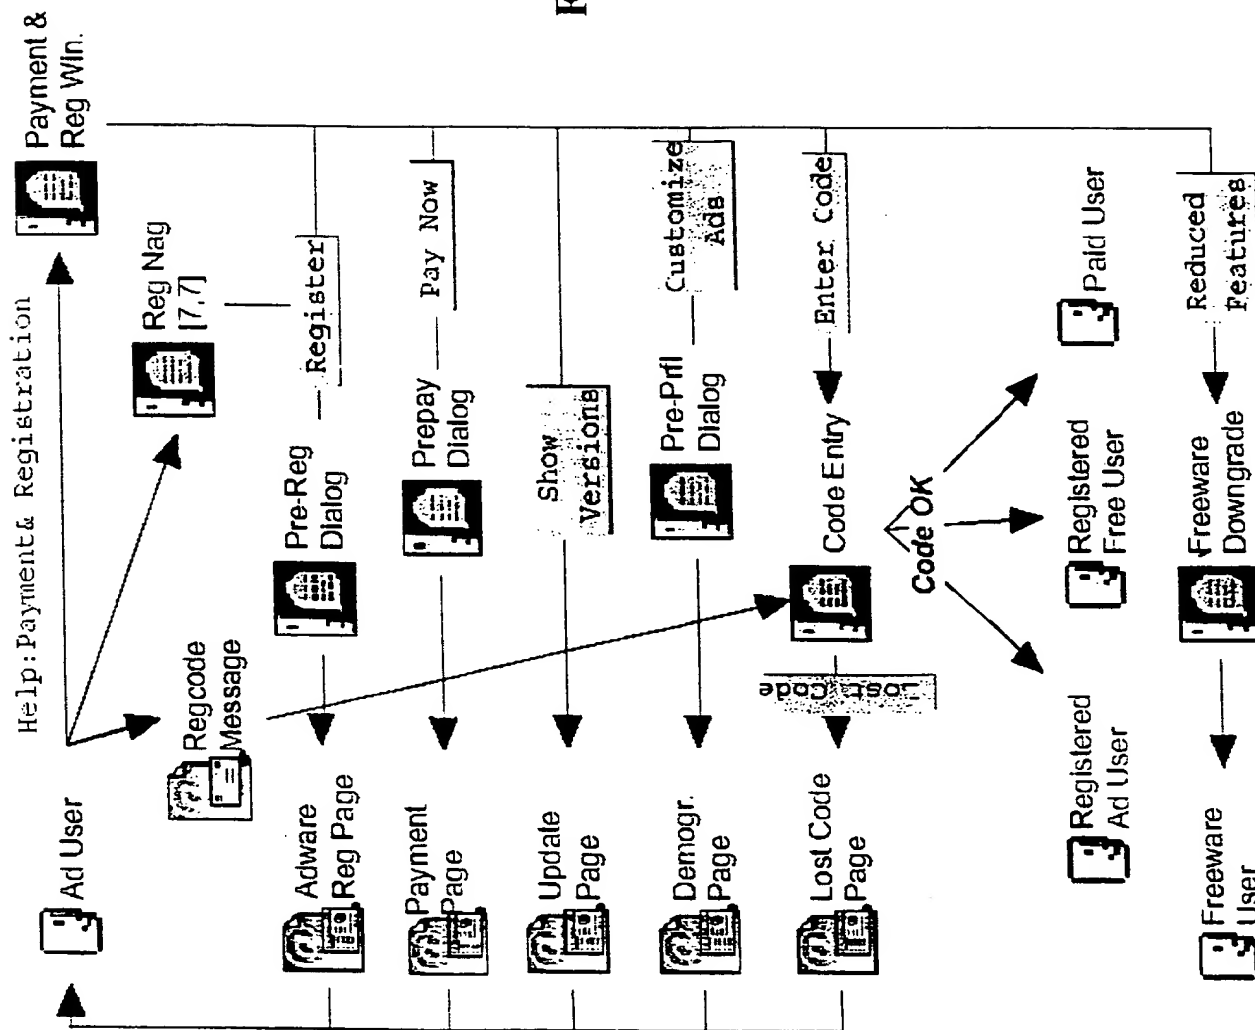 Help:Payment& Registration
Ad User
Payment &
Reg Win.
Reg Nag
[7,7]
Regcode
Message
Adware
Reg Page
Pre-Reg
Dialog
Register
Payment
Page
Prepay
Dialog
Pay Now
Update
Page
Show
Versions
Demogr.
Page
Pre-Prfl
Dialog
Customize
Ads
Lost Code
Page
Lost Code
Code Entry
Enter Code
Code OK
Registered
Ad User
Registered
Free User
Paid User
Freeware
User
Freeware
Downgrade
Reduced
Features